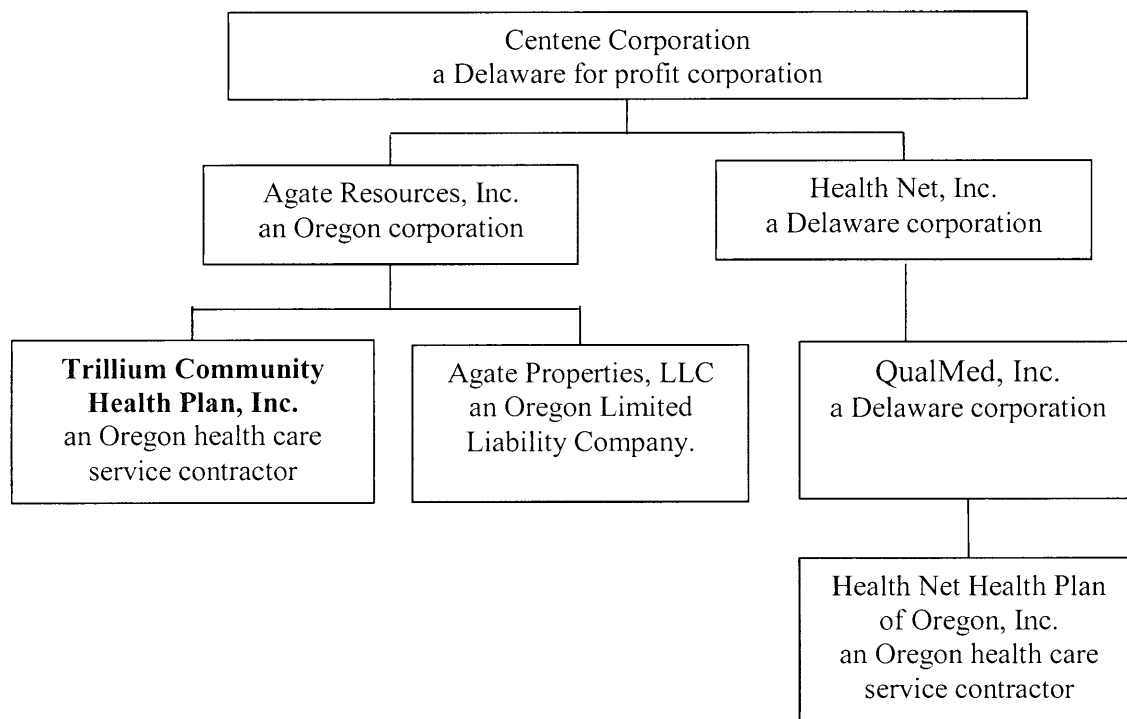 Centene Corporation
a Delaware for profit corporation
Agate Resources, Inc.
an Oregon corporation
Health Net, Inc.
a Delaware corporation
Trillium Community
Health Plan, Inc.
an Oregon health care
service contractor
Agate Properties, LLC
an Oregon Limited
Liability Company.
QualMed, Inc.
a Delaware corporation
Health Net Health Plan
of Oregon, Inc.
an Oregon health care
service contractor